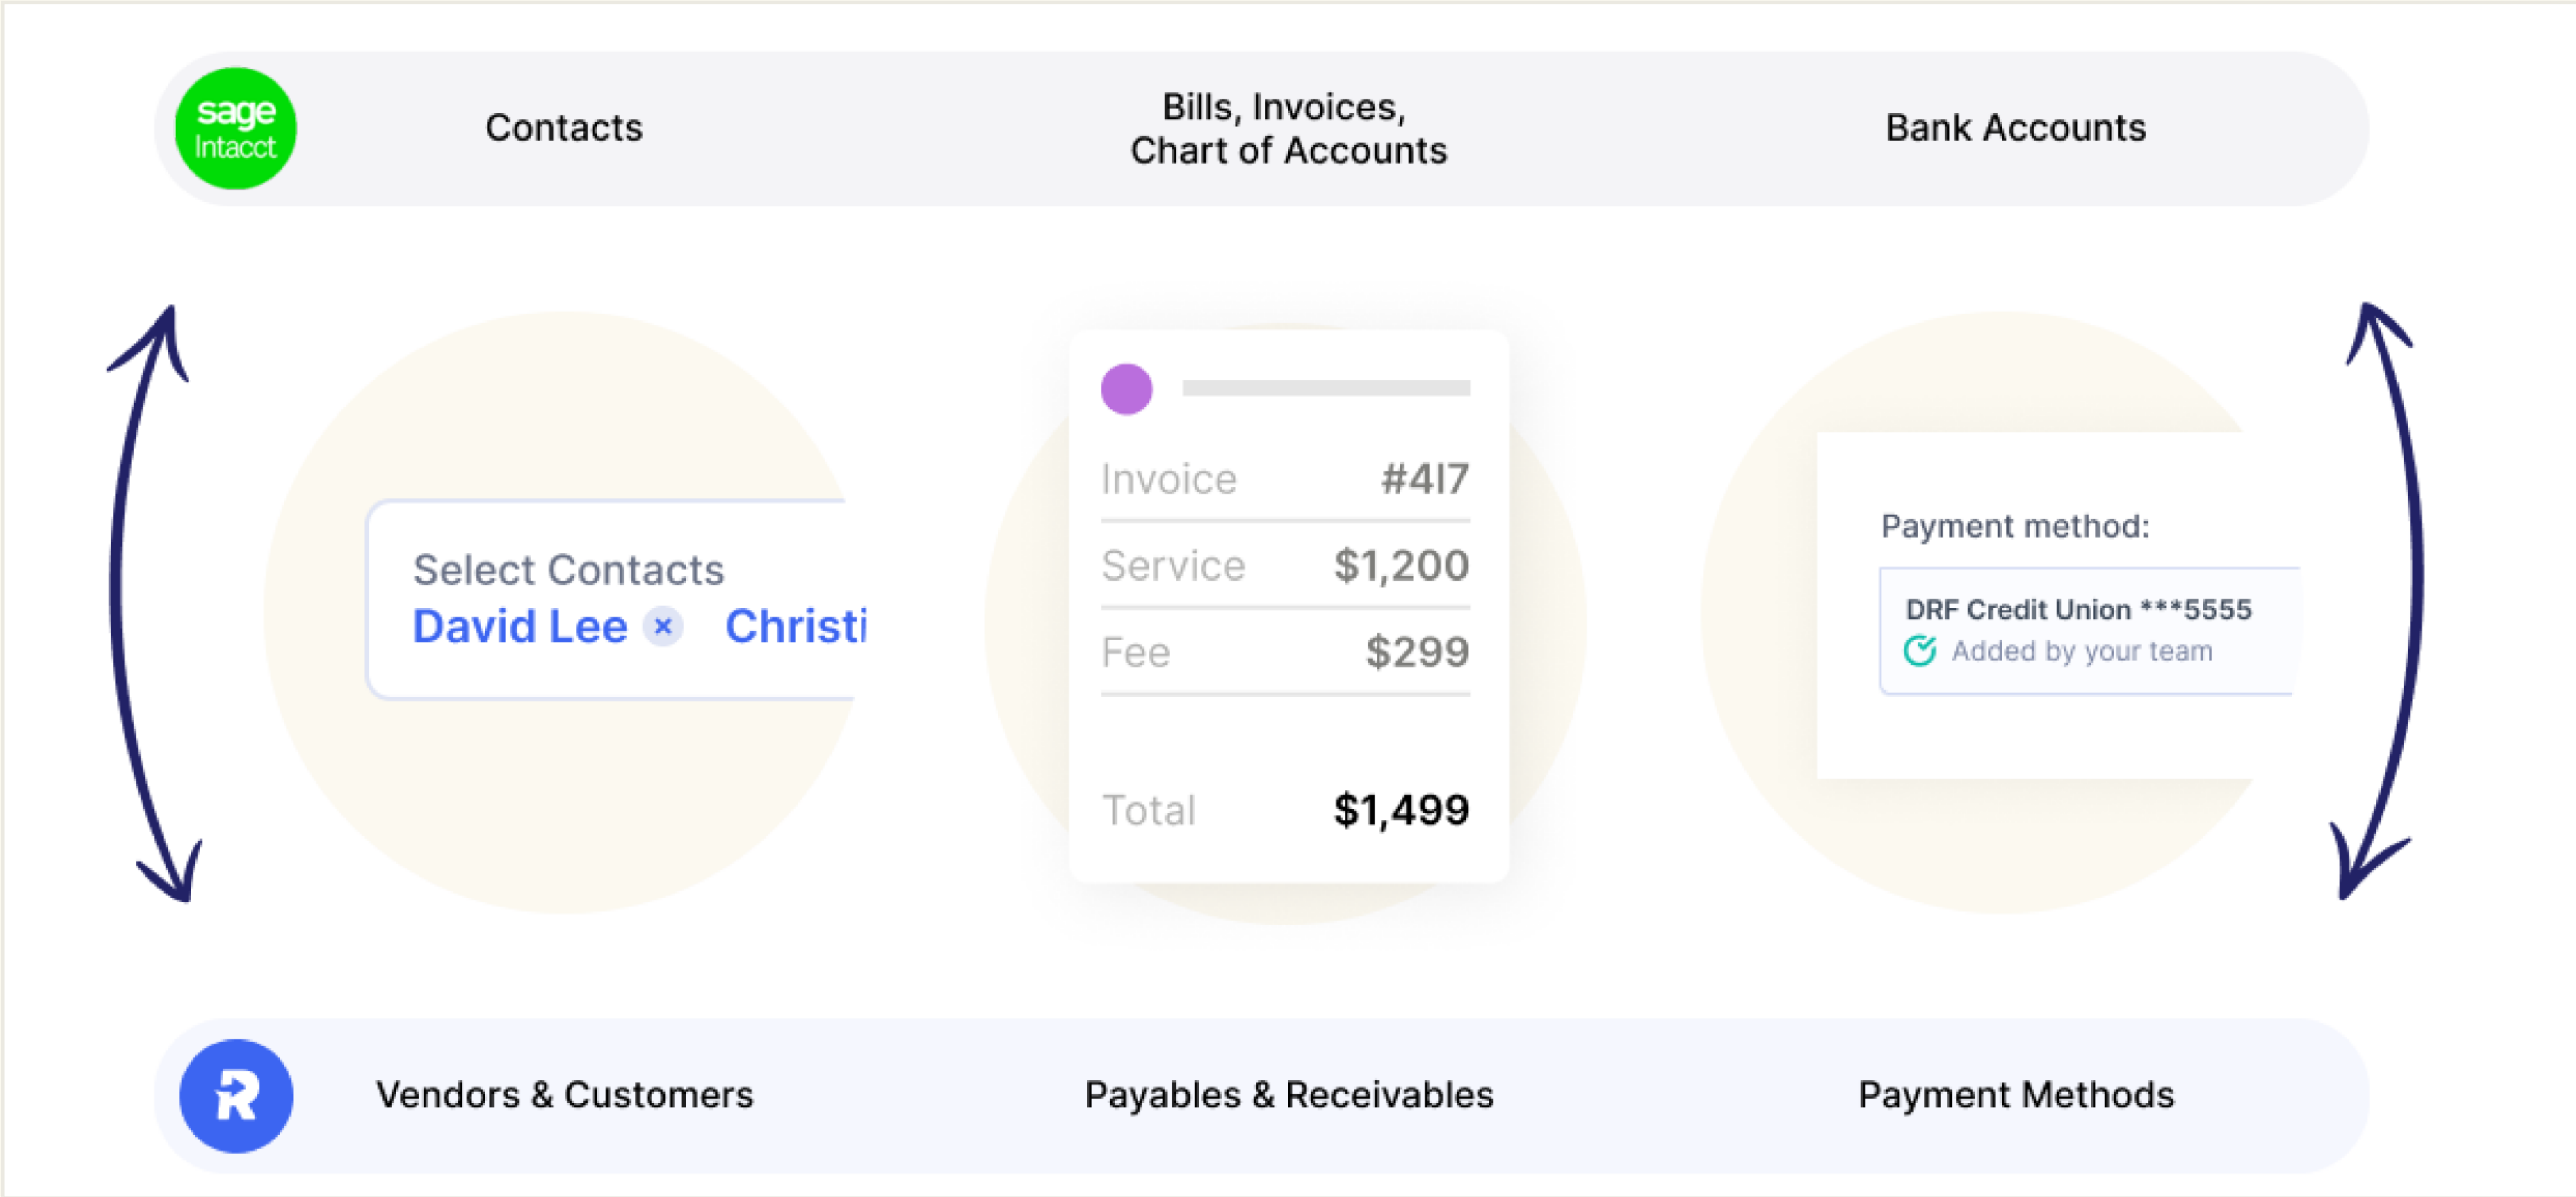 sage
Intacct
Contacts
Bills, Invoices,
Chart of Accounts
Bank Accounts
Select Contacts
David Lee × Christi
Invoice #417
Service $1,200
Fee $299
Total $1,499
Payment method:
DRF Credit Union ***5555
Added by your team
R
Vendors & Customers
Payables & Receivables
Payment Methods